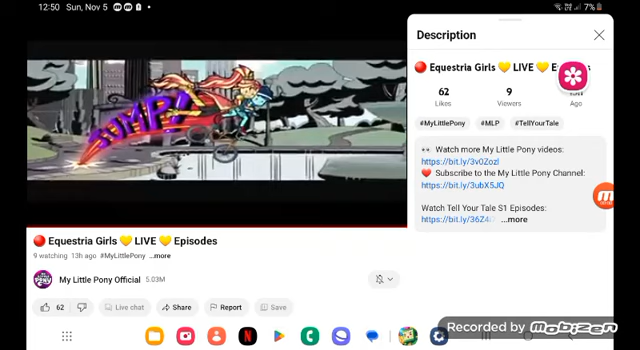 12:50 Sun, Nov 5
7%
JUMP!
Description
🔴 Equestria Girls 💛 LIVE 💛 E
62
9
Likes
Viewers
Ago
#MyLittlePony
#MLP
#TellYourTale
👀 Watch more My Little Pony videos:
https://bit.ly/3v0Zozl
❤️ Subscribe to the My Little Pony Channel:
https://bit.ly/3ubX5JQ
Watch Tell Your Tale S1 Episodes:
...more
🔴 Equestria Girls 💛 LIVE 💛 Episodes
9 watching 13h ago #MyLittlePony ...more
My Little Pony Official 5.03M
62
Live chat
Share
Report
Save
Recorded by Mobizen